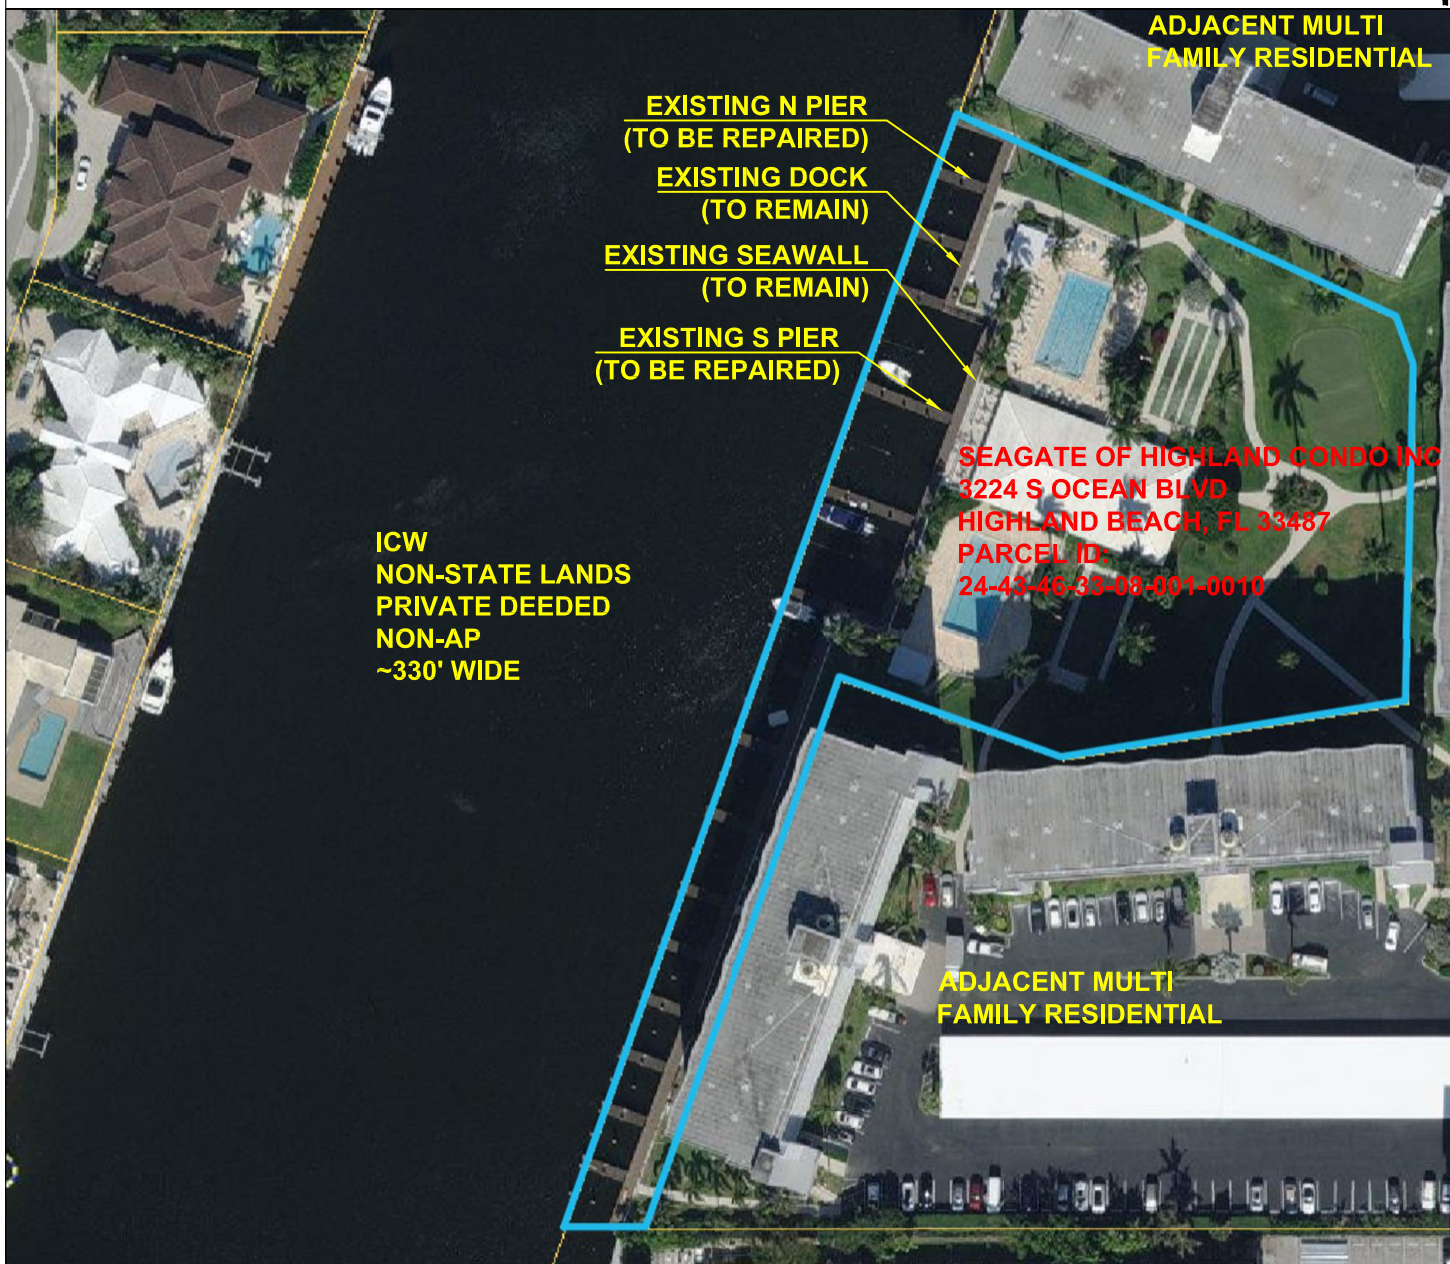 ADJACENT MULTI
FAMILY RESIDENTIAL
EXISTING N PIER
(TO BE REPAIRED)
EXISTING DOCK
(TO REMAIN)
EXISTING SEAWALL
(TO REMAIN)
EXISTING S PIER
(TO BE REPAIRED)
SEAGATE OF HIGHLAND CONDO INC
3224 S OCEAN BLVD
HIGHLAND BEACH, FL 33487
PARCEL ID:
24-43-46-33-08-001-0010
ICW
NON-STATE LANDS
PRIVATE DEEDED
NON-AP
~330' WIDE
ADJACENT MULTI
FAMILY RESIDENTIAL